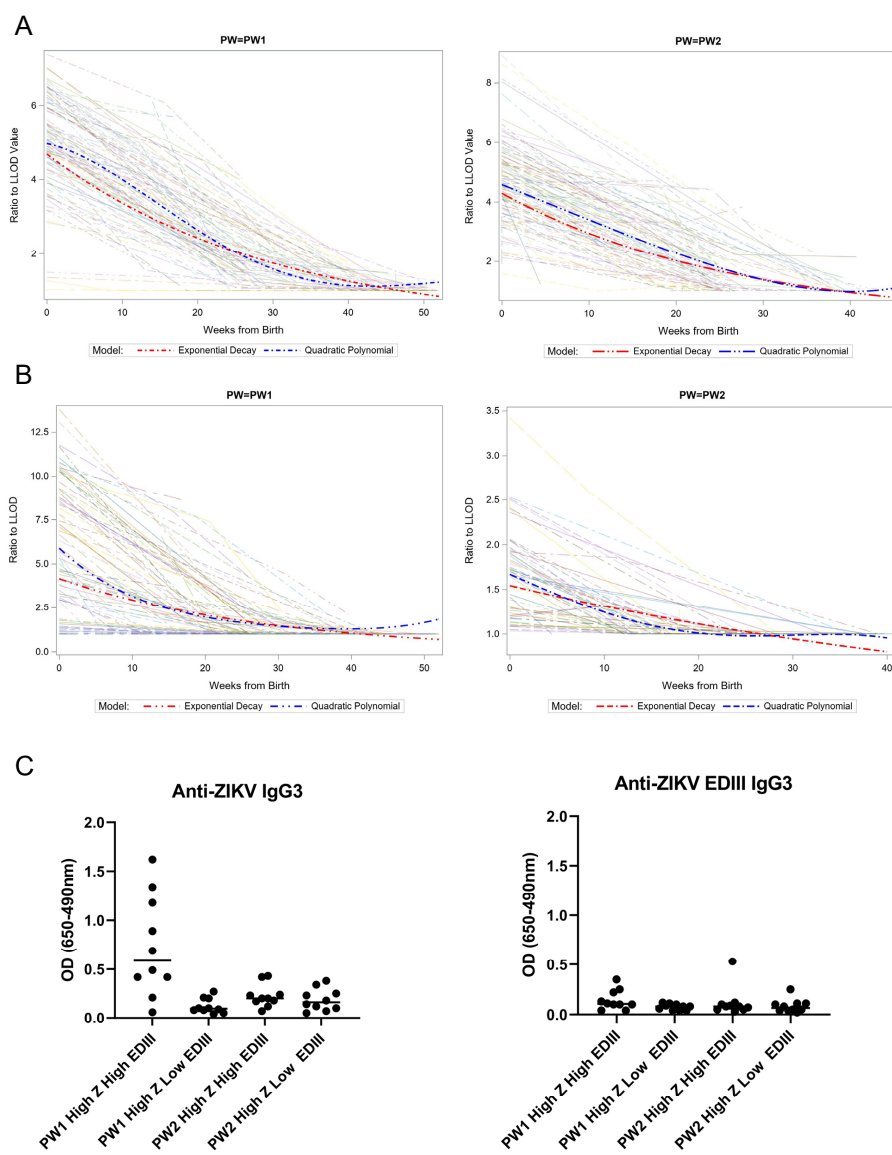 A
PW=PW1
PW=PW2
Ratio to LLOD Value
6
4
2
0
10
20
30
40
50
Weeks from Birth
Model: Exponential Decay Quadratic Polynomial
Ratio to LLOD Value
8
6
4
2
0
10
20
30
40
Weeks from Birth
Model: Exponential Decay Quadratic Polynomial
B
PW=PW1
PW=PW2
Ratio to LLOD
12.5
10.0
7.5
5.0
2.5
0.0
0
10
20
30
40
50
Weeks from Birth
Model: Exponential Decay Quadratic Polynomial
Ratio to LLOD
3.5
3.0
2.5
2.0
1.5
1.0
0
10
20
30
40
Weeks from Birth
Model: Exponential Decay Quadratic Polynomial
C
Anti-ZIKV IgG3
OD (650-490nm)
2.0
1.5
1.0
0.5
0.0
PW1 High Z High EDIII
PW1 High Z Low EDIII
PW2 High Z High EDIII
PW2 High Z Low EDIII
Anti-ZIKV EDIII IgG3
OD (650-490nm)
2.0
1.5
1.0
0.5
0.0
PW1 High Z High EDIII
PW1 High Z Low EDIII
PW2 High Z High EDIII
PW2 High Z Low EDIII